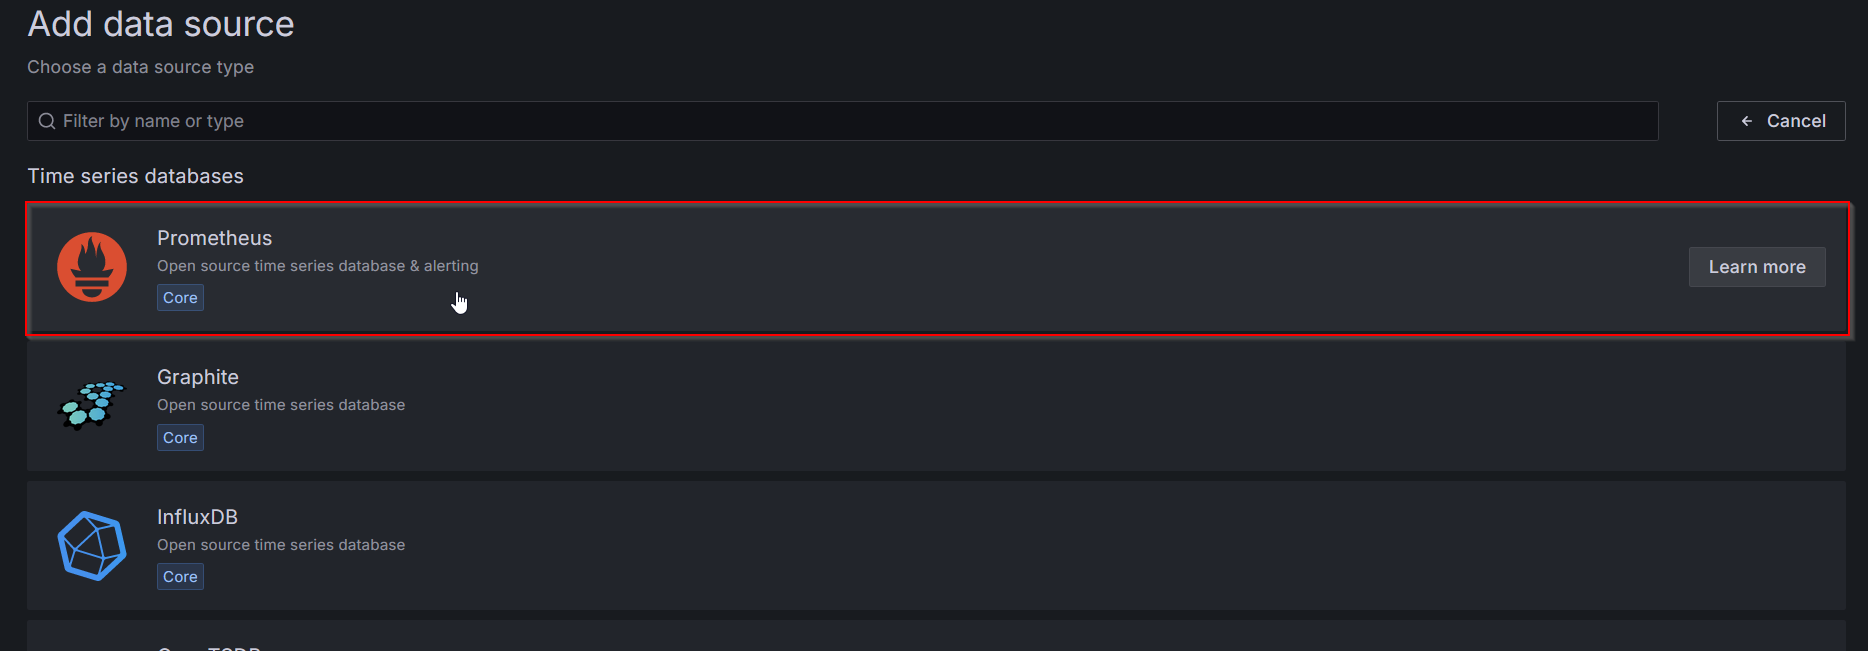 Add data source
Choose a data source type
Filter by name or type
Cancel
Time series databases
Prometheus
Open source time series database & alerting
Core
Learn more
Graphite
Open source time series database
Core
InfluxDB
Open source time series database
Core